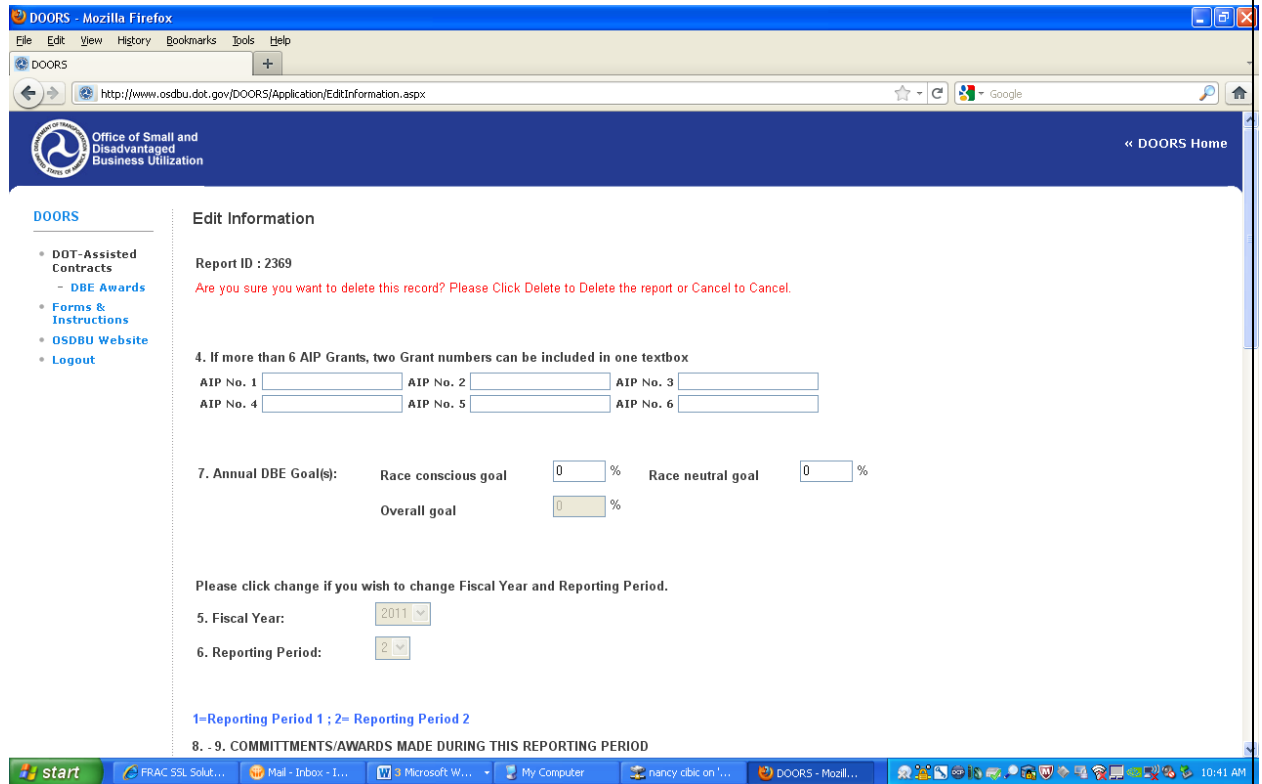 DOORS - Mozilla Firefox
File Edit View History Bookmarks Tools Help
DOORS
http://www.osdbu.dot.gov/DOORS/Application/EditInformation.aspx
Google
Office of Small and
Disadvantaged
Business Utilization
‹‹ DOORS Home
DOORS
DOT-Assisted
Contracts
- DBE Awards
Forms &
Instructions
OSDBU Website
Logout
Edit Information
Report ID : 2369
Are you sure you want to delete this record? Please Click Delete to Delete the report or Cancel to Cancel.
4. If more than 6 AIP Grants, two Grant numbers can be included in one textbox
AIP No. 1 AIP No. 2 AIP No. 3
AIP No. 4 AIP No. 5 AIP No. 6
7. Annual DBE Goal(s): Race conscious goal 0 % Race neutral goal 0 %
Overall goal 0 %
Please click change if you wish to change Fiscal Year and Reporting Period.
5. Fiscal Year: 2011
6. Reporting Period: 2
1=Reporting Period 1 ; 2= Reporting Period 2
8. - 9. COMMITTMENTS/AWARDS MADE DURING THIS REPORTING PERIOD
start FRAC SSL Solut... Mail - Inbox - I... 3 Microsoft W... My Computer nancy cibic on '... DOORS - Mozill... 10:41 AM